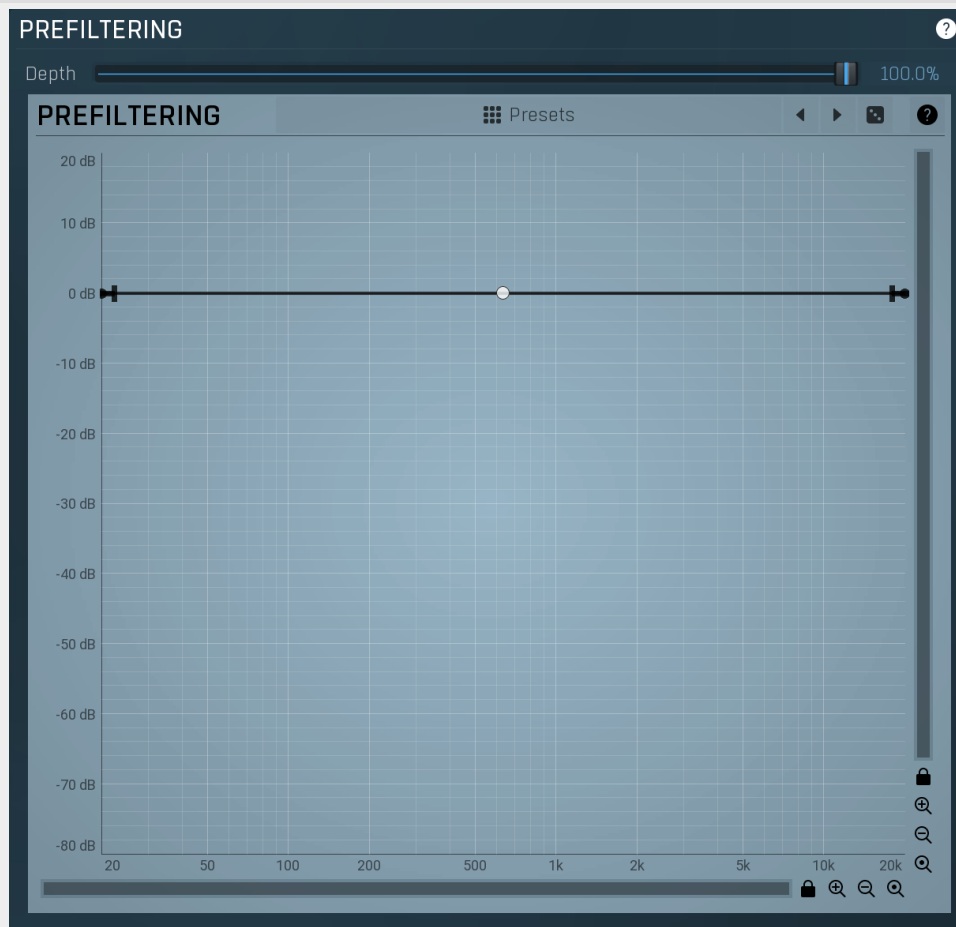 PREFILTERING ?
Depth 100.0%
PREFILTERING Presets ?
20 dB
10 dB
0 dB
-10 dB
-20 dB
-30 dB
-40 dB
-50 dB
-60 dB
-70 dB
-80 dB
20 50 100 200 500 1k 2k 5k 10k 20k